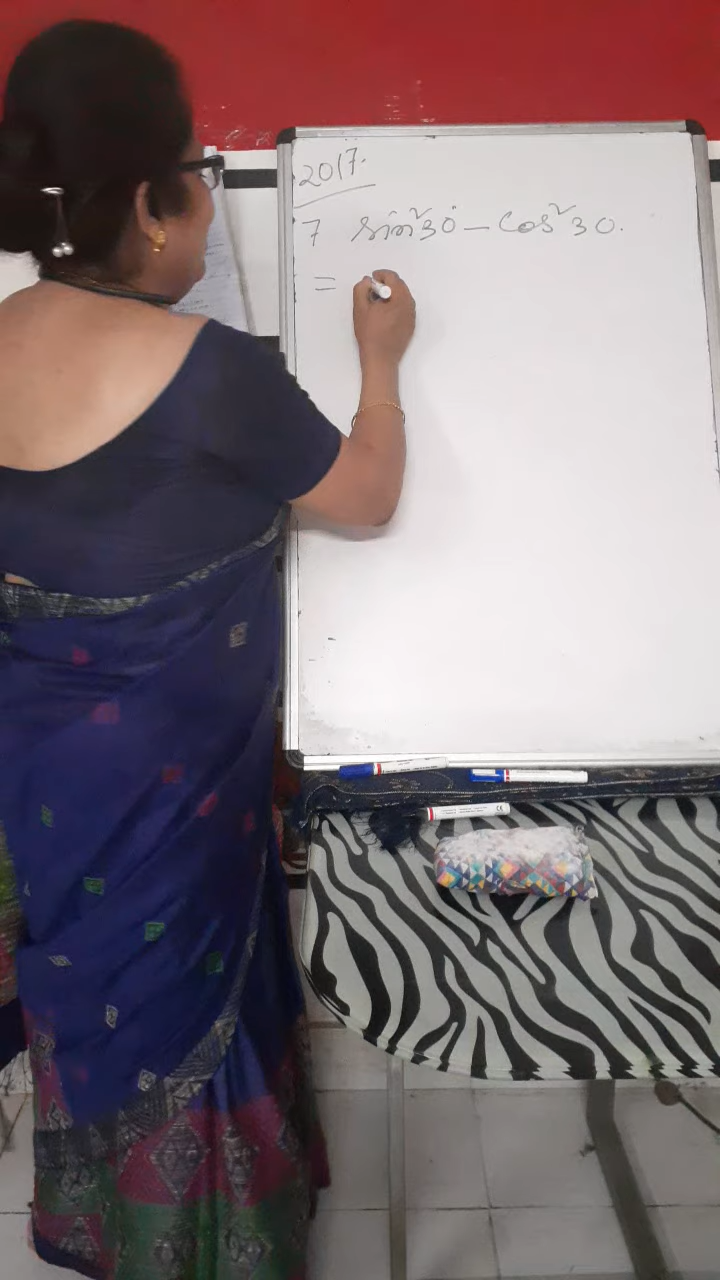 2017.
7 sin²30° - cos²30.
=